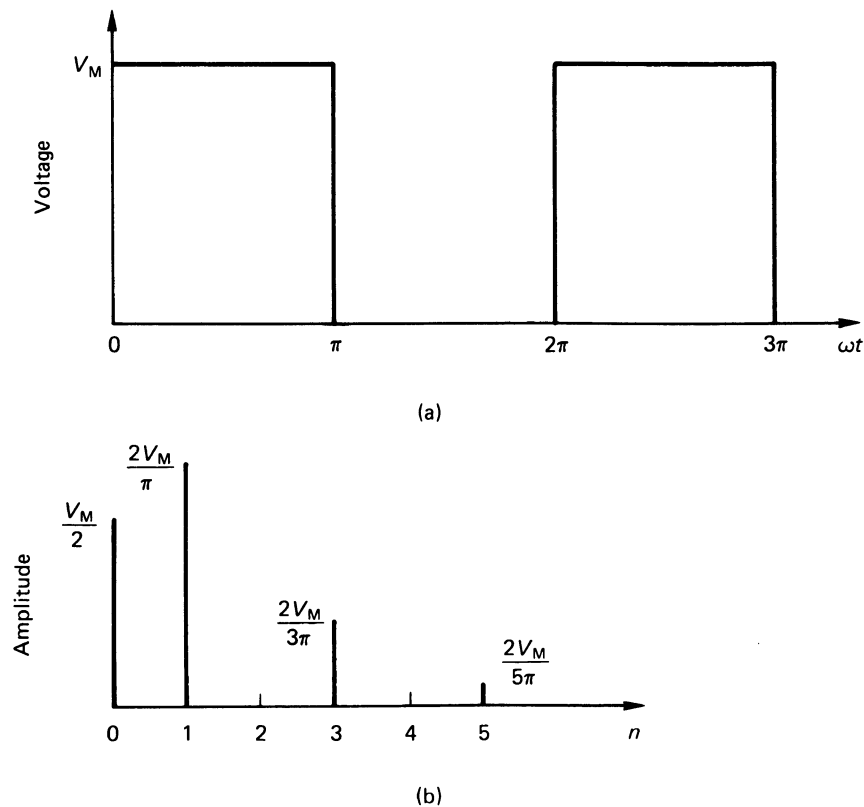 V_M
Voltage
0 π 2π 3π ωt
(a)
2V_M
π
V_M
2
Amplitude
2V_M
3π
2V_M
5π
0 1 2 3 4 5 n
(b)